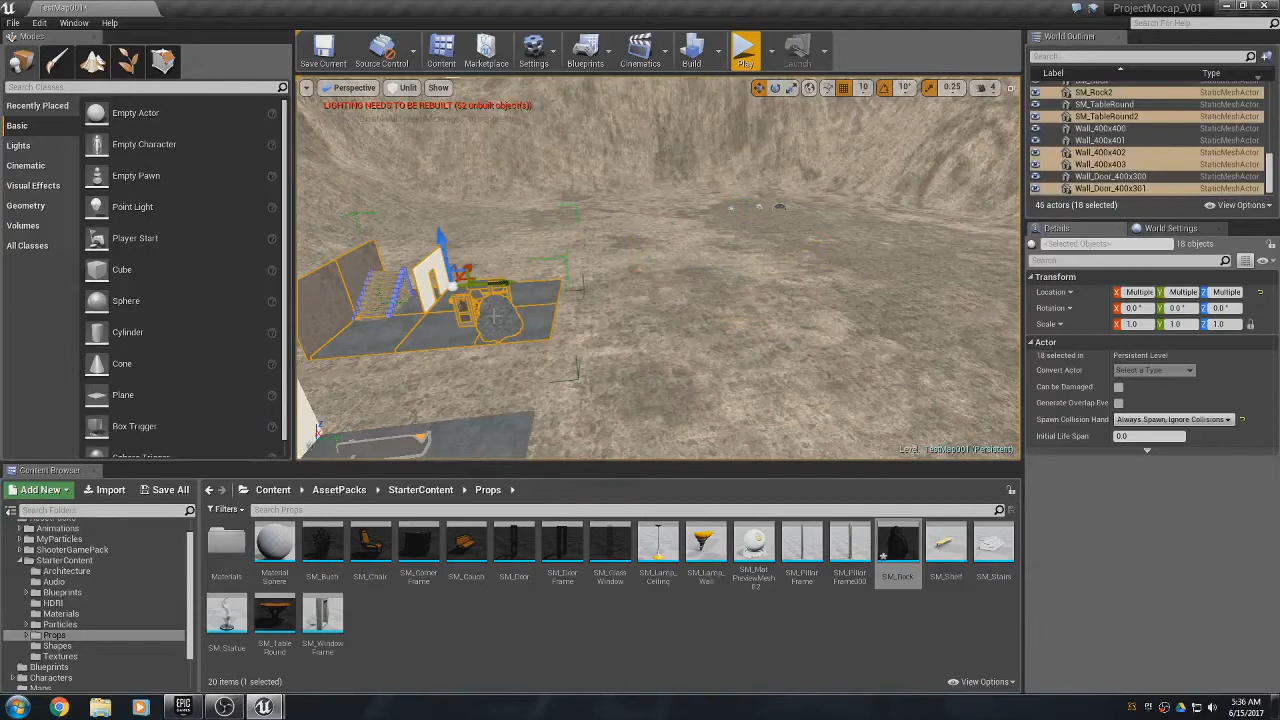 TestMap001*
ProjectMocap_V01
File Edit Window Help
Search For Help
Modes
World Outliner
Save Current Source Control Content Marketplace Settings Blueprints Cinematics Build Play Launch
Search...
Label Type
Search Classes
Perspective Unlit Show
10 10° 0.25 4
LIGHTING NEEDS TO BE REBUILT (52 unbuilt object(s))
Recently Placed
Basic
Lights
Cinematic
Visual Effects
Geometry
Volumes
All Classes
Empty Actor
Empty Character
Empty Pawn
Point Light
Player Start
Cube
Sphere
Cylinder
Cone
Plane
Box Trigger
Sphere Trigger
SM_Rock2 StaticMeshActor
SM_TableRound StaticMeshActor
SM_TableRound2 StaticMeshActor
Wall_400x400 StaticMeshActor
Wall_400x401 StaticMeshActor
Wall_400x402 StaticMeshActor
Wall_400x403 StaticMeshActor
Wall_Door_400x300 StaticMeshActor
Wall_Door_400x301 StaticMeshActor
46 actors (18 selected) View Options
Details World Settings
<Selected Objects> 18 objects
Search
Transform
Location X Multiple Y Multiple Z Multiple
Rotation X 0.0 ° Y 0.0 ° Z 0.0 °
Scale X 1.0 Y 1.0 Z 1.0
Actor
18 selected in Persistent Level
Convert Actor Select a Type
Can be Damaged
Generate Overlap Eve
Spawn Collision Hand Always Spawn, Ignore Collisions
Initial Life Span 0.0
Level: TestMap001 (Persistent)
Content Browser
Add New Import Save All
Content AssetPacks StarterContent Props
Search Folders
Filters Search Props
Animations
MyParticles
ShooterGamePack
StarterContent
Architecture
Audio
Blueprints
HDRI
Materials
Particles
Props
Shapes
Textures
Blueprints
Characters
Maps
Materials
Material Sphere
SM_Bush
SM_Chair
SM_Corner Frame
SM_Couch
SM_Door
SM_Door Frame
SM_Glass Window
SM_Lamp_ Ceiling
SM_Lamp_ Wall
SM_Mat PreviewMesh 02
SM_Pillar Frame
SM_Pillar Frame300
SM_Rock
SM_Shelf
SM_Stairs
SM_Statue
SM_Table Round
SM_Window Frame
20 items (1 selected) View Options
EPIC GAMES
5:36 AM
6/15/2017